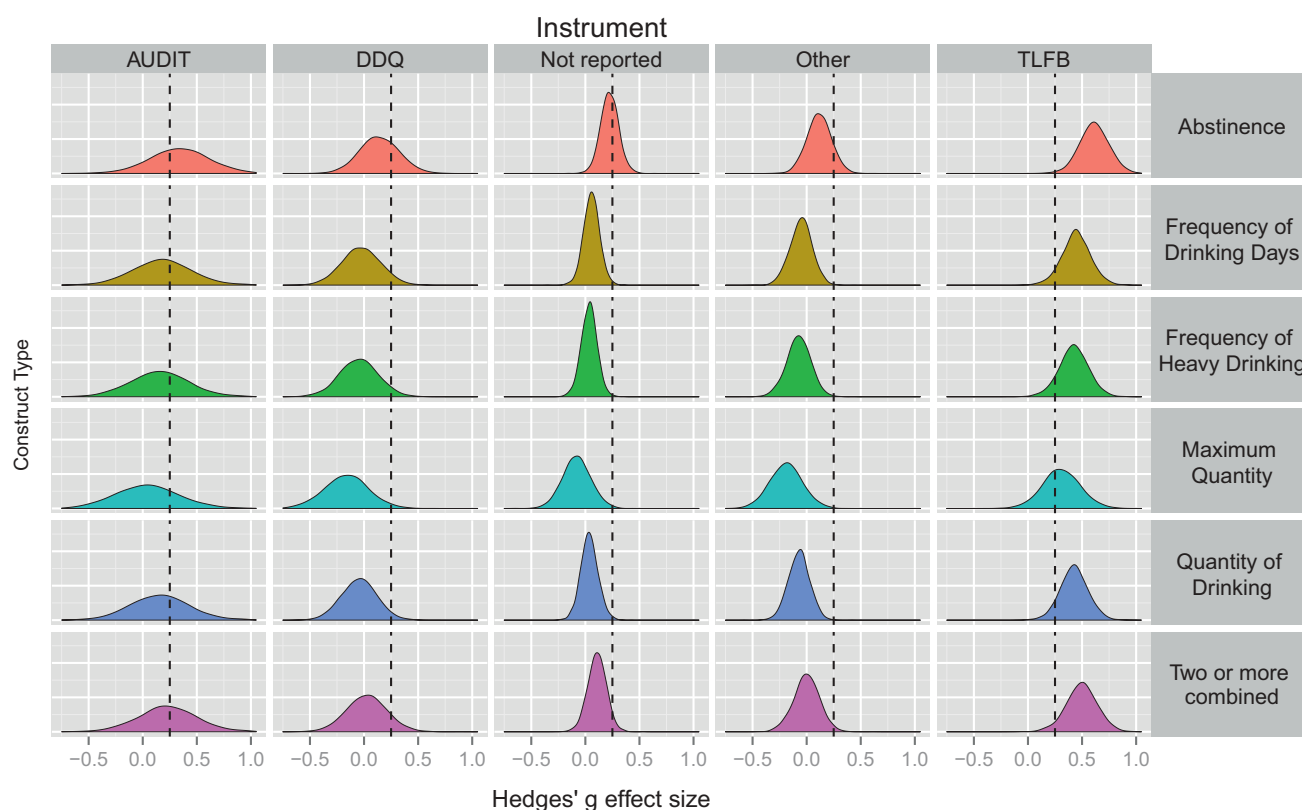 Instrument
AUDIT
DDQ
Not reported
Other
TLFB
Abstinence
Frequency of
Drinking Days
Frequency of
Heavy Drinking
Maximum
Quantity
Quantity of
Drinking
Two or more
combined
Construct Type
−0.5 0.0 0.5 1.0
−0.5 0.0 0.5 1.0
−0.5 0.0 0.5 1.0
−0.5 0.0 0.5 1.0
−0.5 0.0 0.5 1.0
Hedges' g effect size